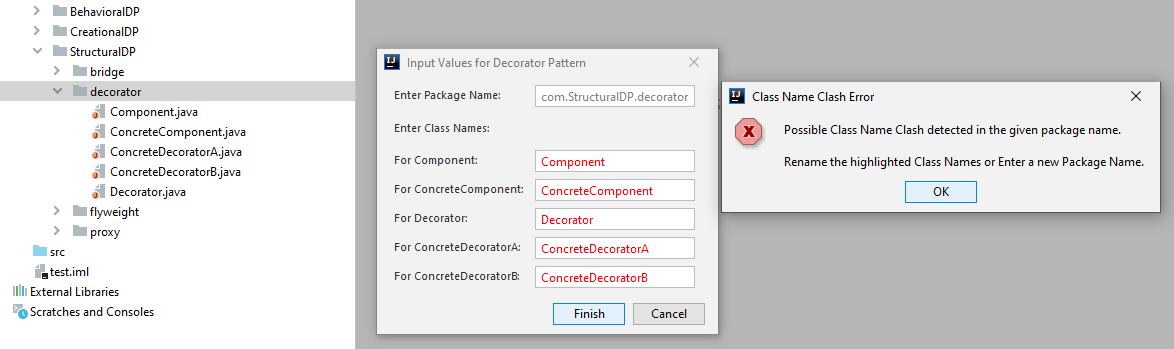 BehavioralDP
CreationalDP
StructuralDP
bridge
decorator
Component.java
ConcreteComponent.java
ConcreteDecoratorA.java
ConcreteDecoratorB.java
Decorator.java
flyweight
proxy
src
test.iml
External Libraries
Scratches and Consoles
Input Values for Decorator Pattern
Enter Package Name: com.StructuralDP.decorator
Enter Class Names:
For Component: Component
For ConcreteComponent: ConcreteComponent
For Decorator: Decorator
For ConcreteDecoratorA: ConcreteDecoratorA
For ConcreteDecoratorB: ConcreteDecoratorB
Finish Cancel
Class Name Clash Error
Possible Class Name Clash detected in the given package name.
Rename the highlighted Class Names or Enter a new Package Name.
OK